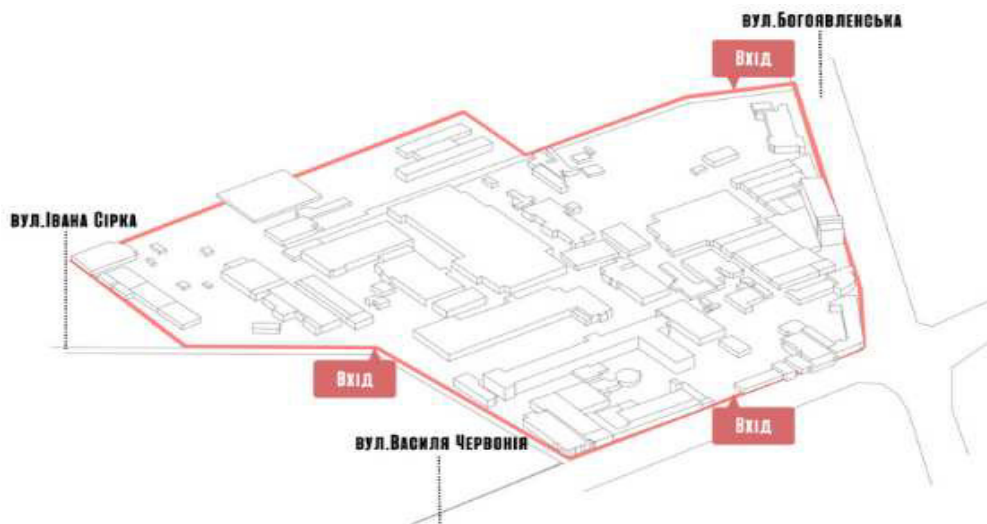 вул.Богоявленська
Вхід
вул.Івана Сірка
Вхід
Вхід
вул.Василя Червонія